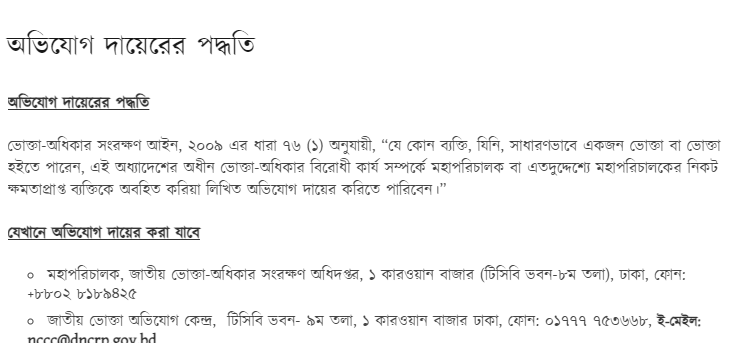 অভিযোগ দায়েরের পদ্ধতি
অভিযোগ দায়েরের পদ্ধতি
ভোক্তা-অধিকার সংরক্ষণ আইন, ২০০৯ এর ধারা ৭৬ (১) অনুযায়ী, “যে কোন ব্যক্তি, যিনি, সাধারণভাবে একজন ভোক্তা বা ভোক্তা
হইতে পারেন, এই অধ্যাদেশের অধীন ভোক্তা-অধিকার বিরোধী কার্য সম্পর্কে মহাপরিচালক বা এতদুদ্দেশ্যে মহাপরিচালকের নিকট
ক্ষমতাপ্রাপ্ত ব্যক্তিকে অবহিত করিয়া লিখিত অভিযোগ দায়ের করিতে পারিবেন।”
যেখানে অভিযোগ দায়ের করা যাবে
০ মহাপরিচালক, জাতীয় ভোক্তা-অধিকার সংরক্ষণ অধিদপ্তর, ১ কারওয়ান বাজার (টিসিবি ভবন-৮ম তলা), ঢাকা, ফোন:
+৮৮০২ ৮১৮৯৪২৫
০ জাতীয় ভোক্তা অভিযোগ কেন্দ্র, টিসিবি ভবন- ৯ম তলা, ১ কারওয়ান বাজার ঢাকা, ফোন: ০১৭৭৭ ৭৫৩৬৬৮, ই-মেইল:
nccc@dncrp.gov.bd